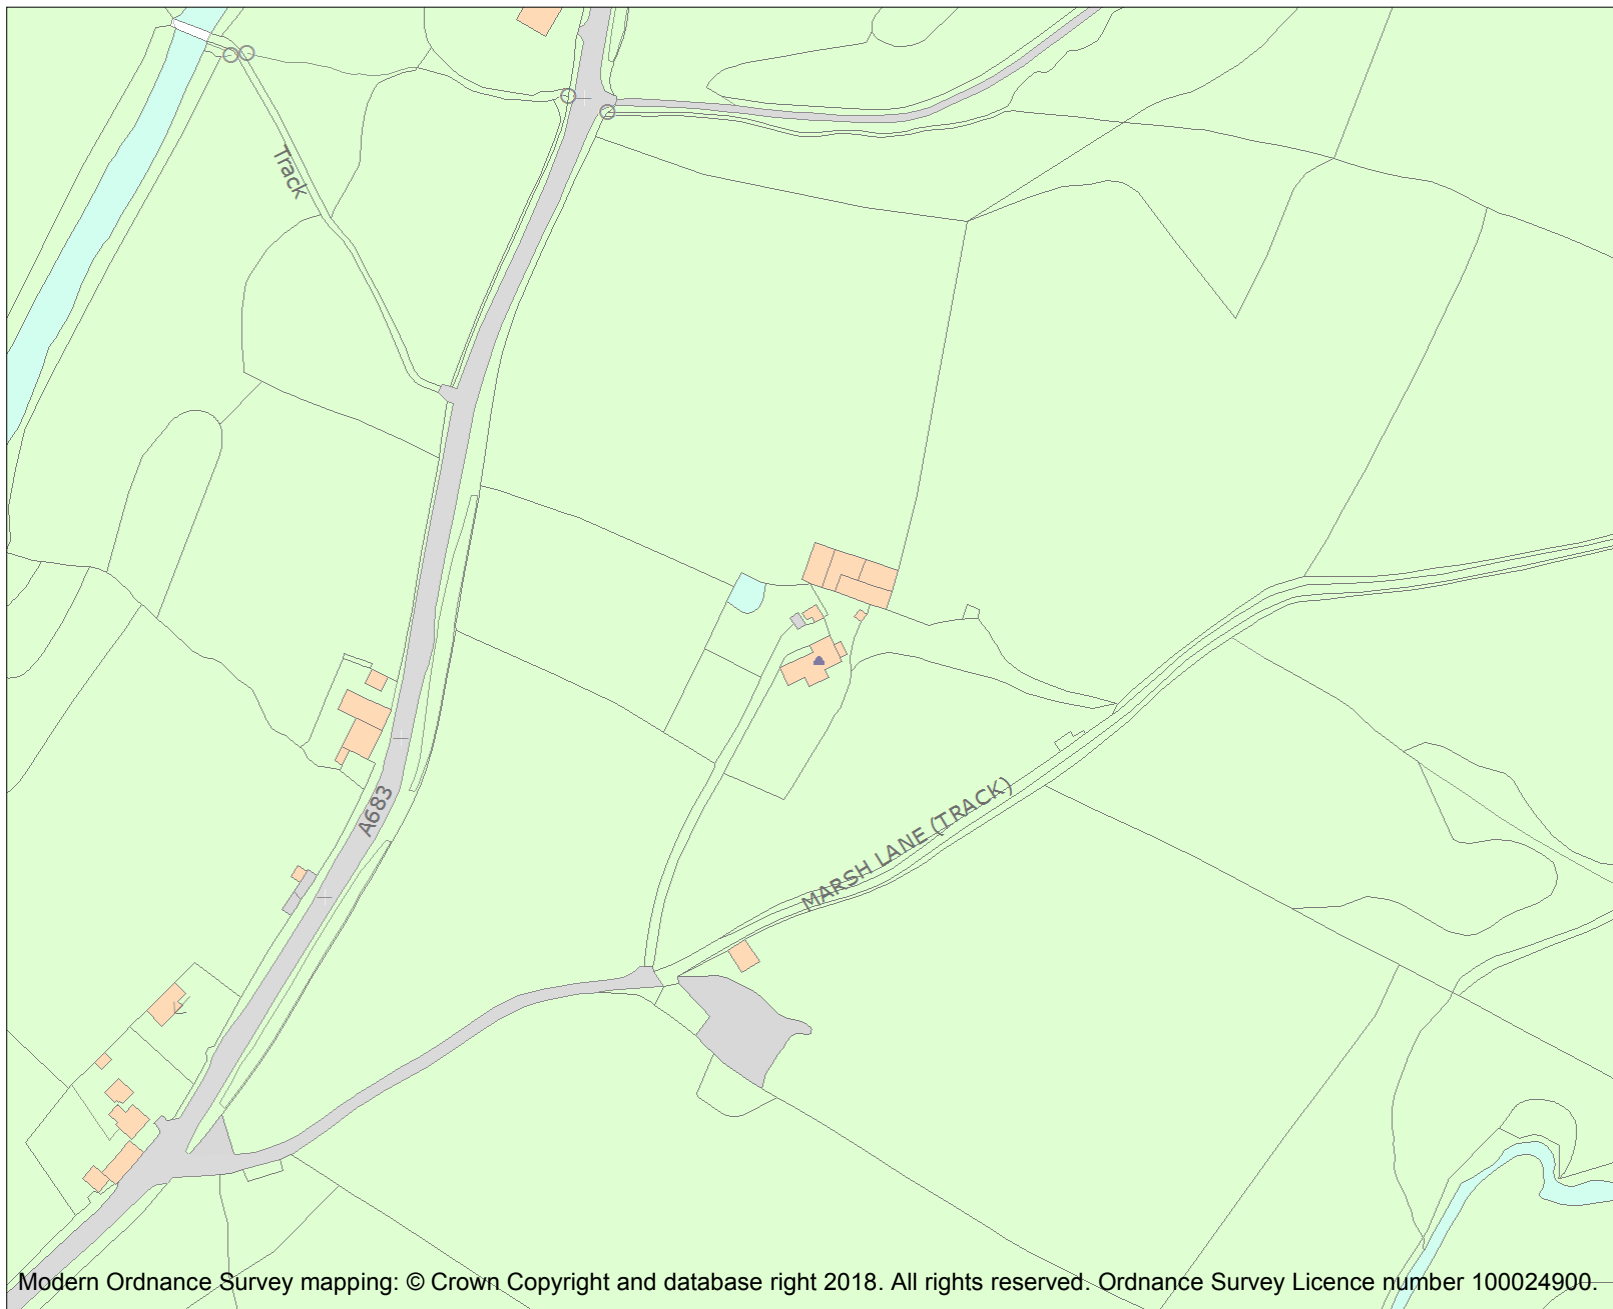 Track
A683
MARSH LANE (TRACK)
Modern Ordnance Survey mapping: © Crown Copyright and database right 2018. All rights reserved. Ordnance Survey Licence number 100024900.